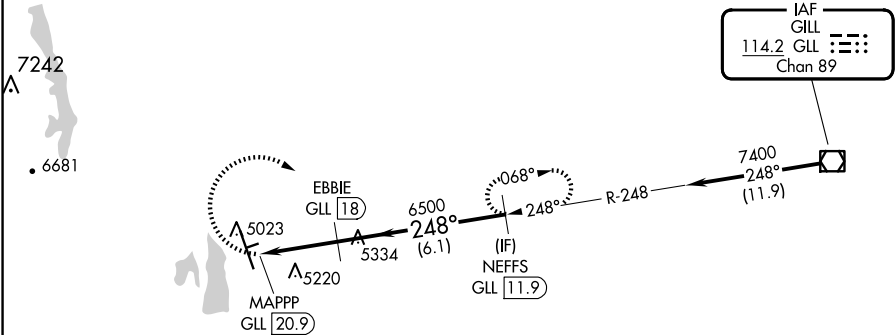 IAF
GILL
114.2 GLL
Chan 89
7242
6681
7400
248°
(11.9)
R-248
068°
248°
EBBIE
GLL 18
6500
248°
(6.1)
(IF)
NEFFS
GLL 11.9
5023
5334
5220
MAPPP
GLL 20.9